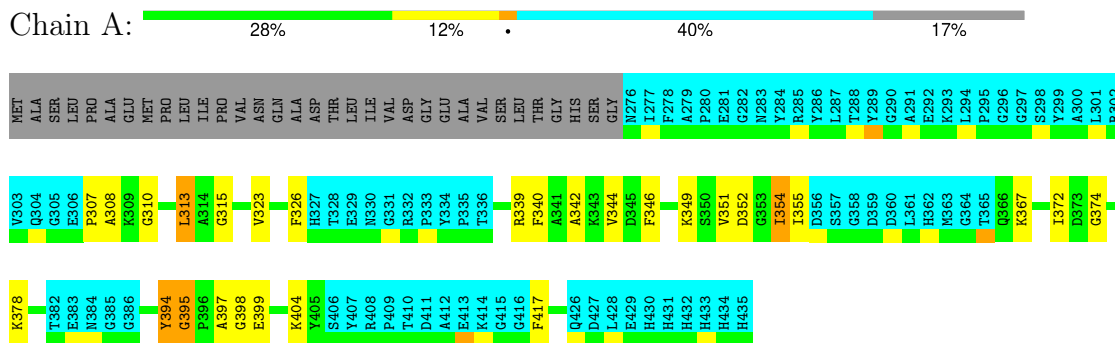 Chain A:
28% 12% • 40% 17%
MET ALA SER LEU PRO ALA GLU MET PRO LEU ILE PRO VAL ASN GLN ALA ASP THR LEU ILE VAL ASP GLY GLU ALA VAL SER LEU THR GLY HIS SER GLY N276 I277 F278 A279 P280 E281 G282 N283 Y284 R285 Y286 L287 T288 Y289 G290 A291 E292 K293 L294 P295 G296 G297 S298 Y299 A300 L301
V303 Q304 G305 E306 P307 A308 K309 G310 L313 A314 G315 V323 F326 H327 T328 E329 N330 G331 R332 P333 Y334 P335 T336 R339 F340 A341 A342 K343 V344 D345 F346 K349 S350 V351 D352 G353 I354 I355 D356 S357 G358 D359 D360 L361 H362 M363 G364 T365 Q366 K367 I372 D373 G374
K378 T382 E383 N384 G385 G386 Y394 G395 P396 A397 G398 E399 K404 Y405 S406 Y407 R408 P409 T410 D411 A412 E413 K414 G415 G416 F417 Q426 D427 L428 E429 H430 H431 H432 H433 H434 H435